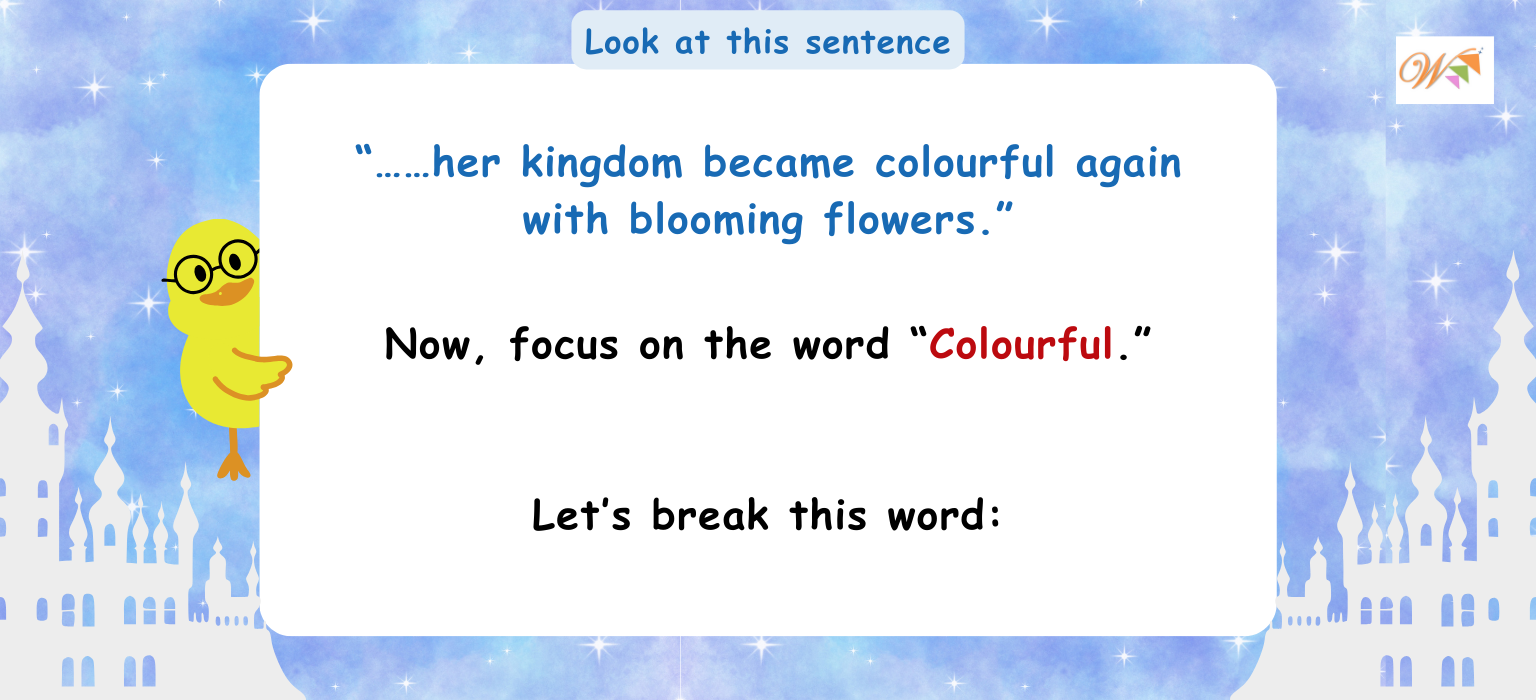 Look at this sentence
W
“……her kingdom became colourful again
with blooming flowers.”
Now, focus on the word “Colourful.”
Let’s break this word: